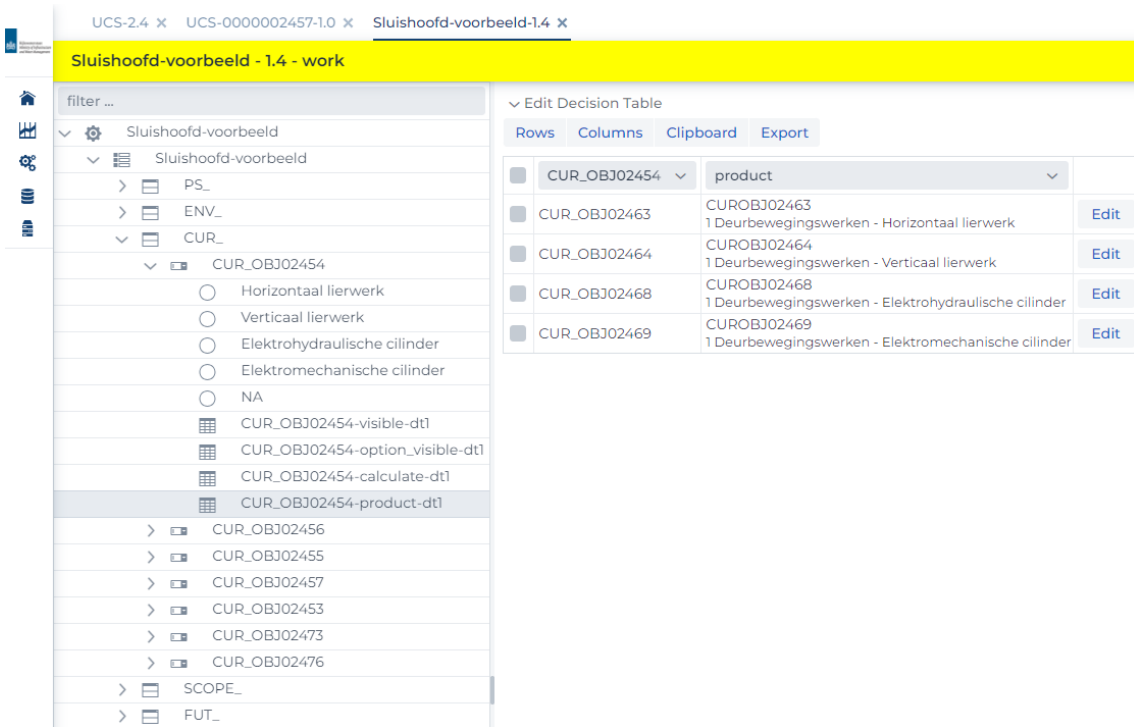 UCS-2.4 × UCS-0000002457-1.0 × Sluishoofd-voorbeeld-1.4 ×
Sluishoofd-voorbeeld - 1.4 - work
filter ...
Sluishoofd-voorbeeld
Sluishoofd-voorbeeld
PS_
ENV_
CUR_
CUR_OBJ02454
Horizontaal lierwerk
Verticaal lierwerk
Elektrohydraulische cilinder
Elektromechanische cilinder
NA
CUR_OBJ02454-visible-dt1
CUR_OBJ02454-option_visible-dt1
CUR_OBJ02454-calculate-dt1
CUR_OBJ02454-product-dt1
CUR_OBJ02456
CUR_OBJ02455
CUR_OBJ02457
CUR_OBJ02453
CUR_OBJ02473
CUR_OBJ02476
SCOPE_
FUT_
Edit Decision Table
Rows Columns Clipboard Export
CUR_OBJ02454 product
CUR_OBJ02463 CUROBJ02463
1 Deurbewegingswerken - Horizontaal lierwerk Edit
CUR_OBJ02464 CUROBJ02464
1 Deurbewegingswerken - Verticaal lierwerk Edit
CUR_OBJ02468 CUROBJ02468
1 Deurbewegingswerken - Elektrohydraulische cilinder Edit
CUR_OBJ02469 CUROBJ02469
1 Deurbewegingswerken - Elektromechanische cilinder Edit